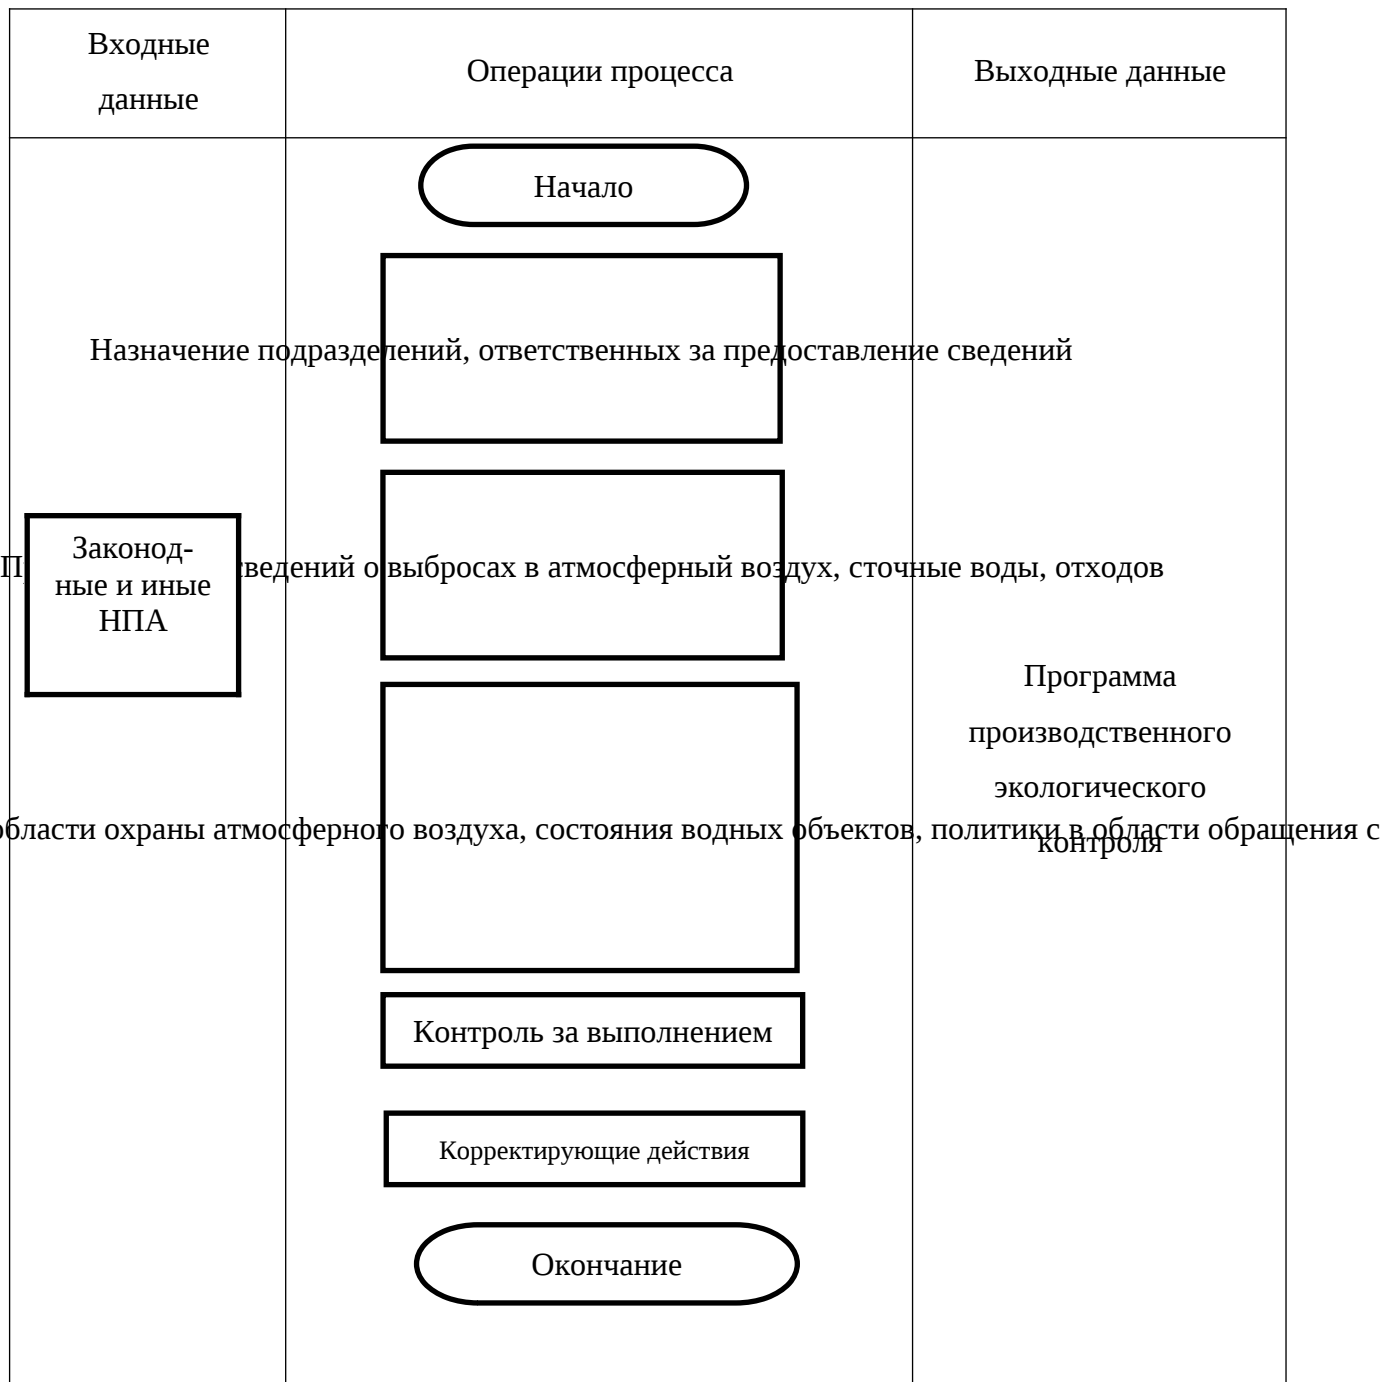 Входные
данные
Операции процесса
Выходные данные
Начало
Назначение подразделений, ответственных за предоставление сведений
Законод-
ные и иные
НПА
сведений о выбросах в атмосферный воздух, сточные воды, отходов
Программа
производственного
экологического
контроля
области охраны атмосферного воздуха, состояния водных объектов, политики в области обращения с
Контроль за выполнением
Корректирующие действия
Окончание